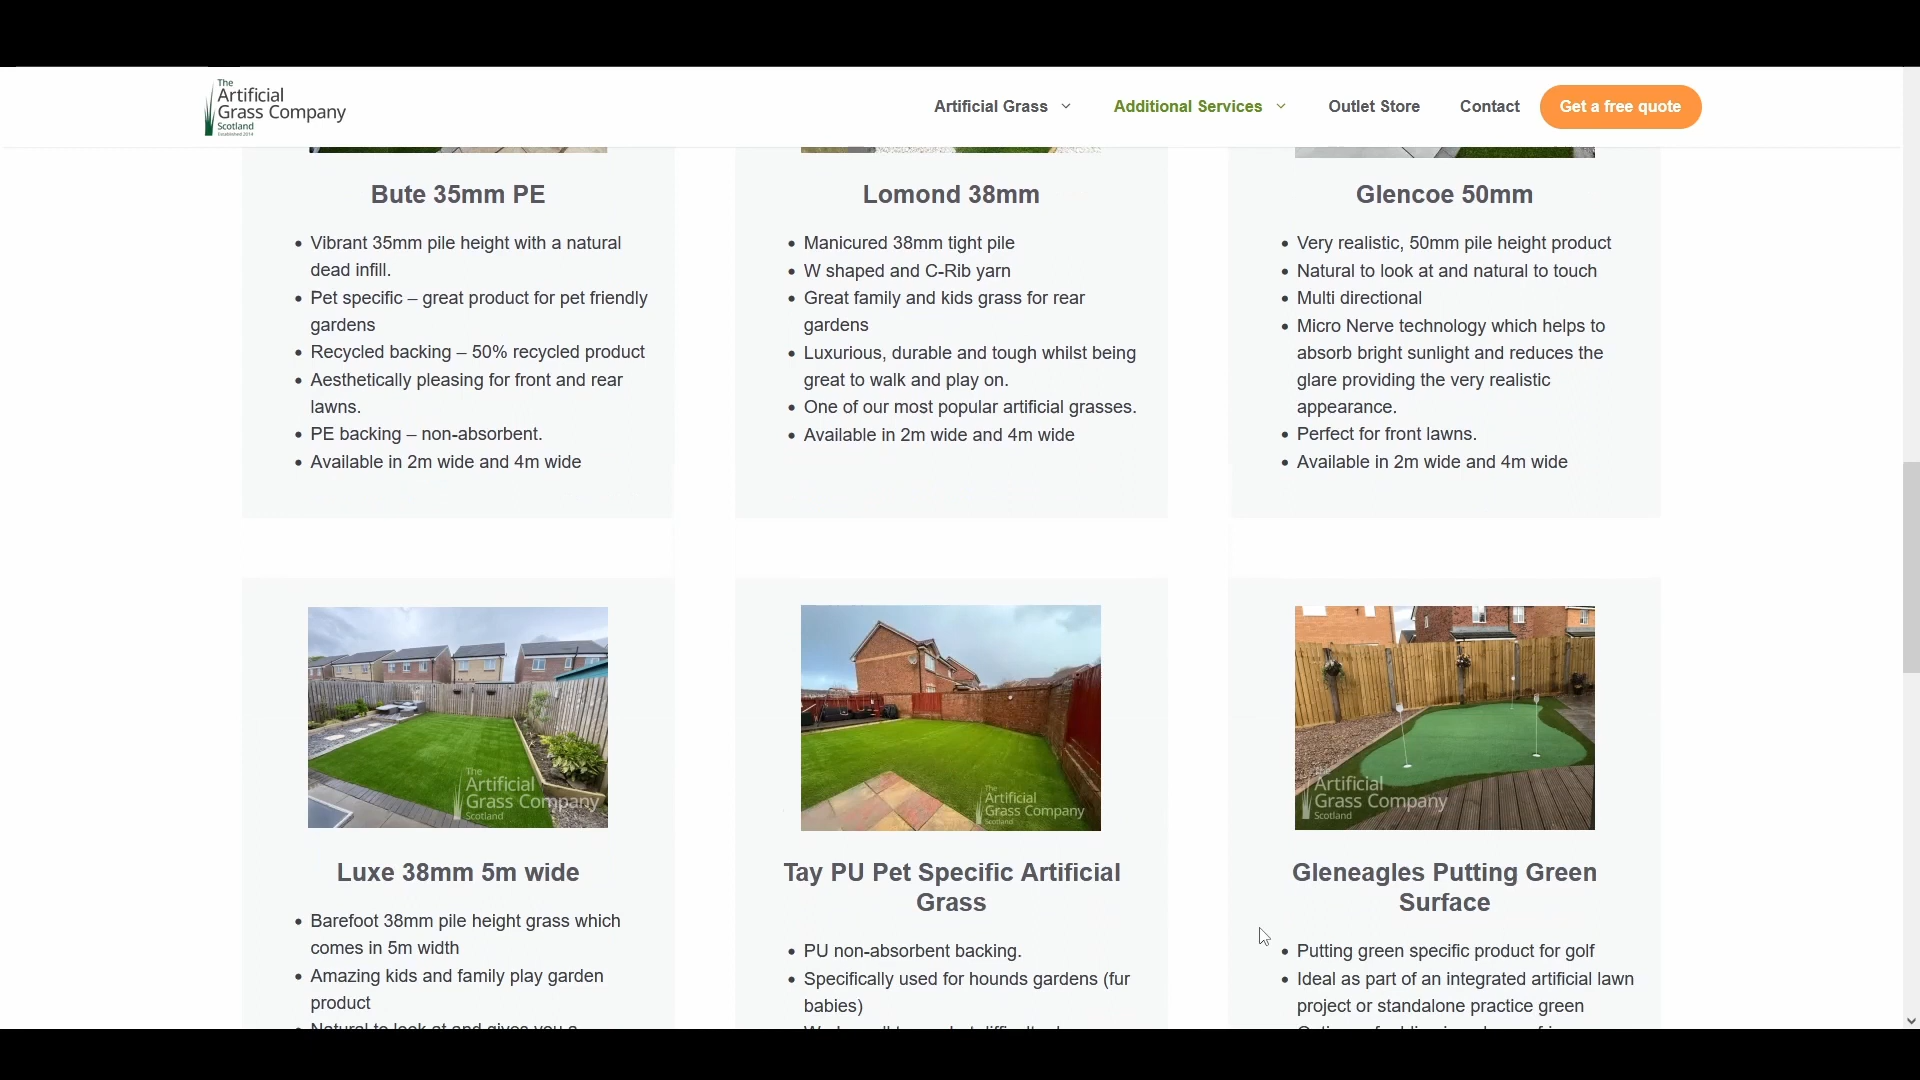 The
Artificial
Grass Company
Scotland
Established 2014
Artificial Grass
Additional Services
Outlet Store
Contact
Get a free quote
Bute 35mm PE
Vibrant 35mm pile height with a natural
dead infill.
Pet specific – great product for pet friendly
gardens
Recycled backing – 50% recycled product
Aesthetically pleasing for front and rear
lawns.
PE backing – non-absorbent.
Available in 2m wide and 4m wide
Lomond 38mm
Manicured 38mm tight pile
W shaped and C-Rib yarn
Great family and kids grass for rear
gardens
Luxurious, durable and tough whilst being
great to walk and play on.
One of our most popular artificial grasses.
Available in 2m wide and 4m wide
Glencoe 50mm
Very realistic, 50mm pile height product
Natural to look at and natural to touch
Multi directional
Micro Nerve technology which helps to
absorb bright sunlight and reduces the
glare providing the very realistic
appearance.
Perfect for front lawns.
Available in 2m wide and 4m wide
The
Artificial
Grass Company
Scotland
Luxe 38mm 5m wide
Barefoot 38mm pile height grass which
comes in 5m width
Amazing kids and family play garden
product
Natural to look at and gives you a
The
Artificial
Grass Company
Scotland
Tay PU Pet Specific Artificial
Grass
PU non-absorbent backing.
Specifically used for hounds gardens (fur
babies)
The
Artificial
Grass Company
Scotland
Gleneagles Putting Green
Surface
Putting green specific product for golf
Ideal as part of an integrated artificial lawn
project or standalone practice green